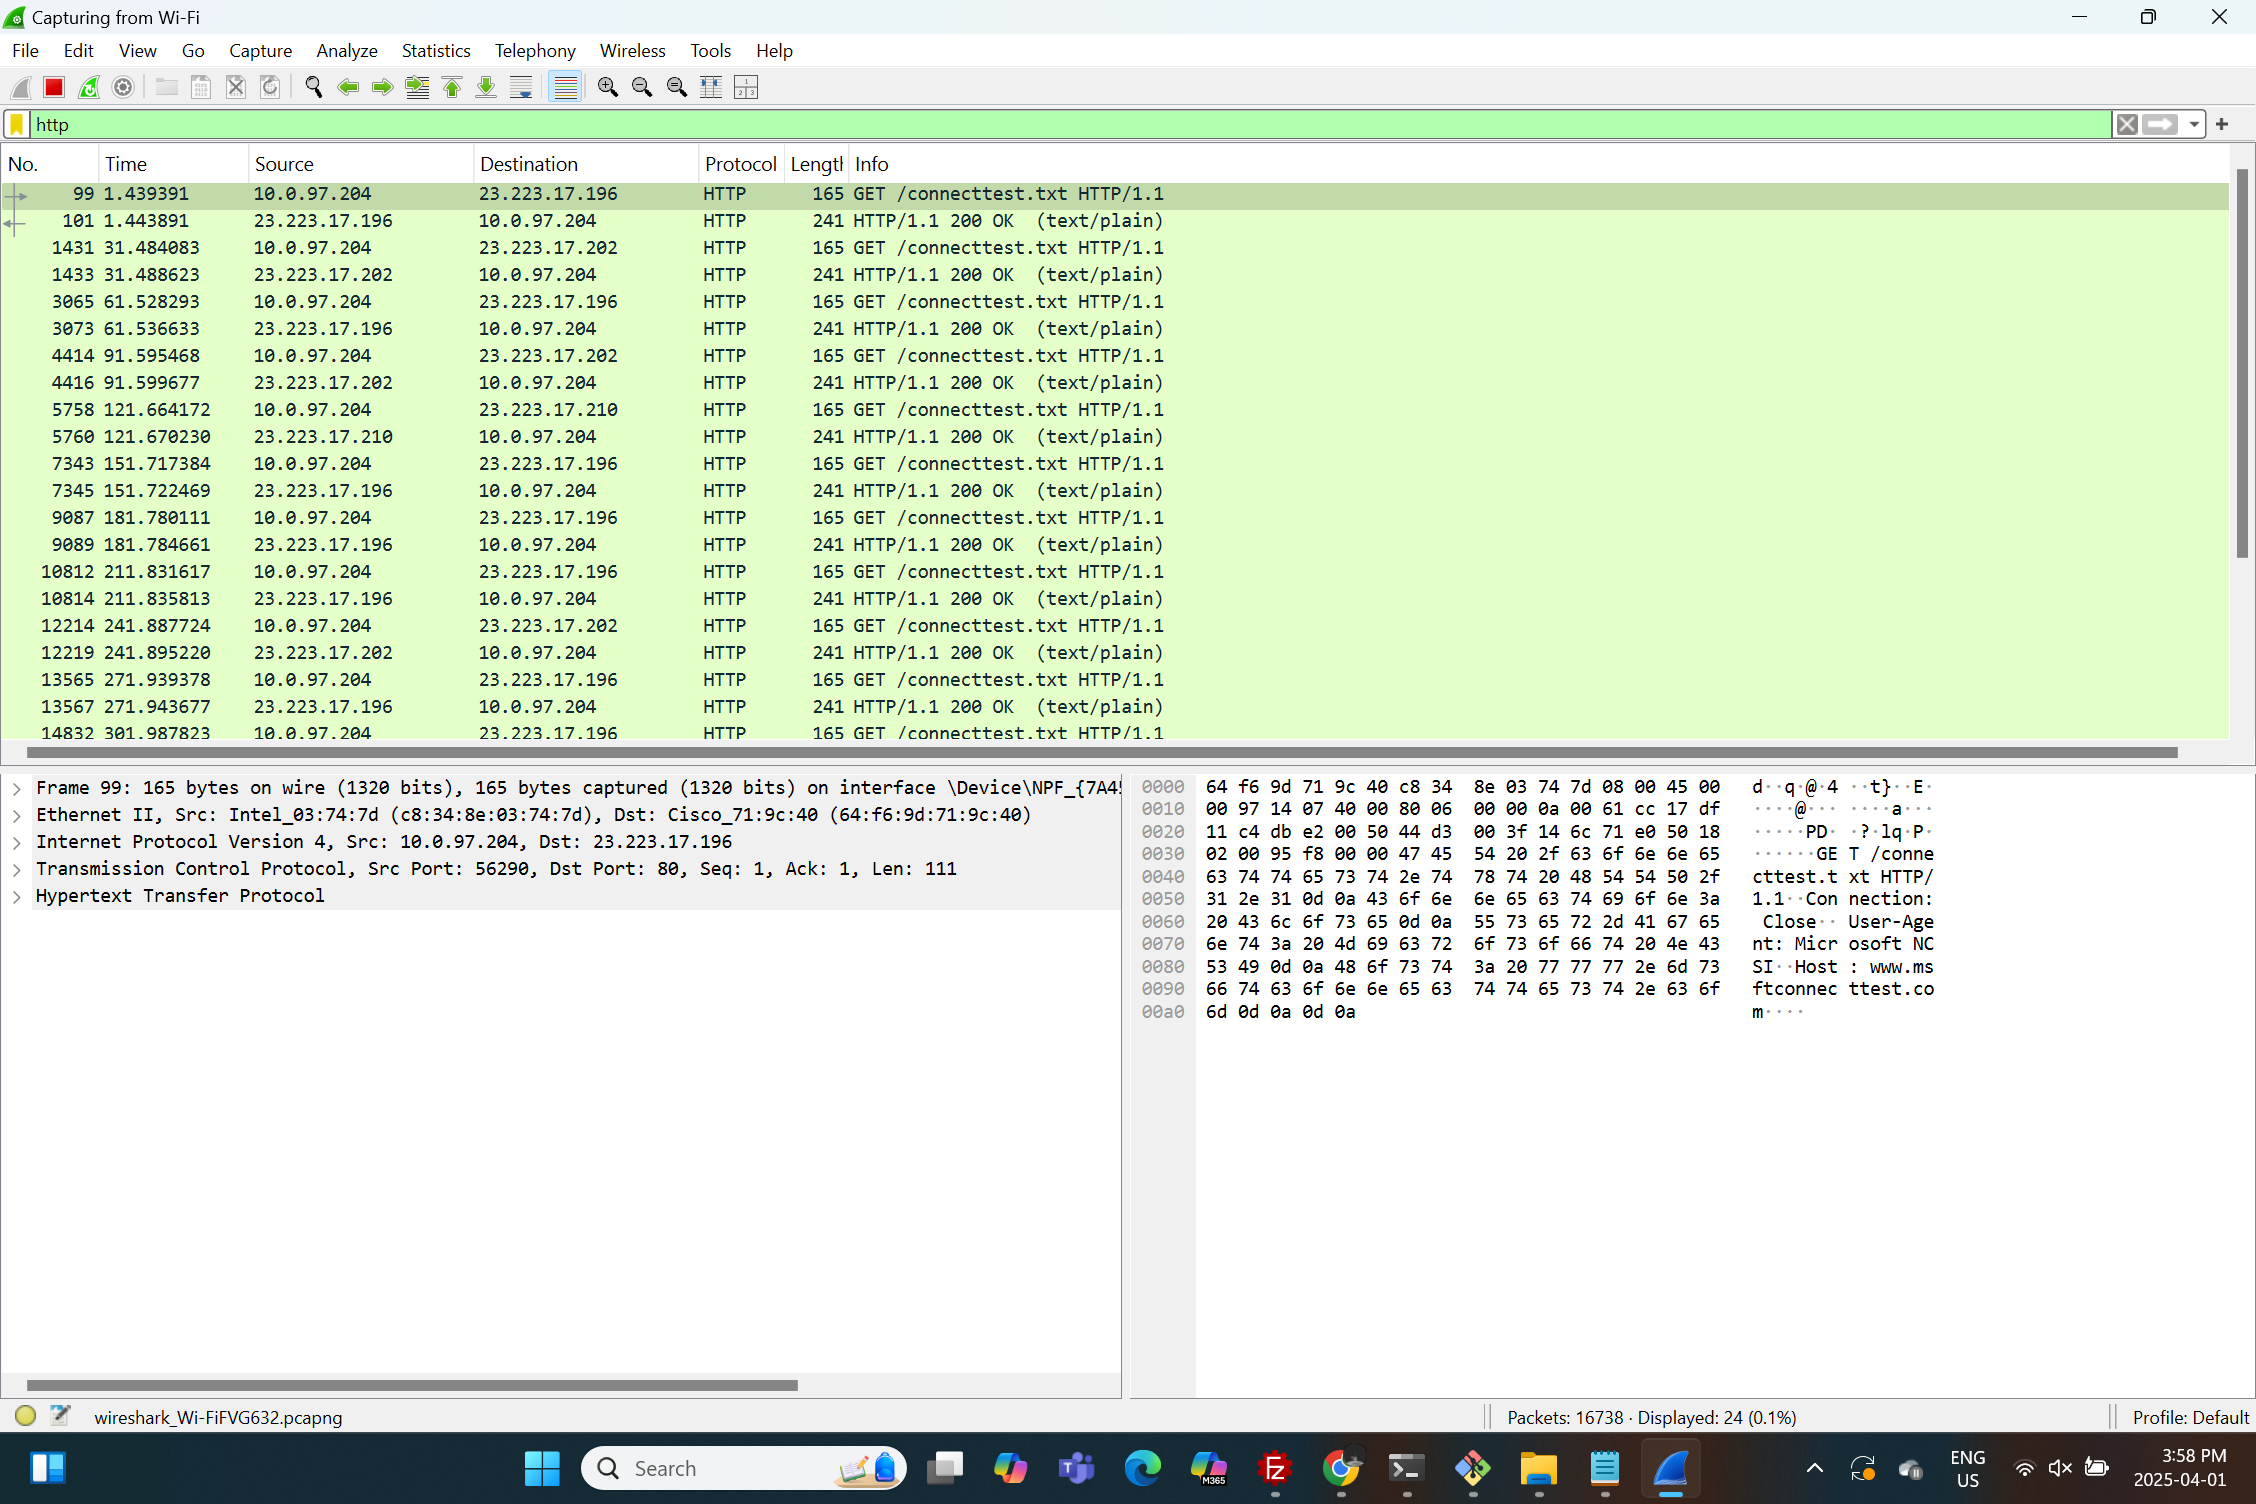 Capturing from Wi-Fi
File Edit View Go Capture Analyze Statistics Telephony Wireless Tools Help
http
No. Time Source Destination Protocol Length Info
99 1.439391 10.0.97.204 23.223.17.196 HTTP 165 GET /connecttest.txt HTTP/1.1
101 1.443891 23.223.17.196 10.0.97.204 HTTP 241 HTTP/1.1 200 OK (text/plain)
1431 31.484083 10.0.97.204 23.223.17.202 HTTP 165 GET /connecttest.txt HTTP/1.1
1433 31.488623 23.223.17.202 10.0.97.204 HTTP 241 HTTP/1.1 200 OK (text/plain)
3065 61.528293 10.0.97.204 23.223.17.196 HTTP 165 GET /connecttest.txt HTTP/1.1
3073 61.536633 23.223.17.196 10.0.97.204 HTTP 241 HTTP/1.1 200 OK (text/plain)
4414 91.595468 10.0.97.204 23.223.17.202 HTTP 165 GET /connecttest.txt HTTP/1.1
4416 91.599677 23.223.17.202 10.0.97.204 HTTP 241 HTTP/1.1 200 OK (text/plain)
5758 121.664172 10.0.97.204 23.223.17.210 HTTP 165 GET /connecttest.txt HTTP/1.1
5760 121.670230 23.223.17.210 10.0.97.204 HTTP 241 HTTP/1.1 200 OK (text/plain)
7343 151.717384 10.0.97.204 23.223.17.196 HTTP 165 GET /connecttest.txt HTTP/1.1
7345 151.722469 23.223.17.196 10.0.97.204 HTTP 241 HTTP/1.1 200 OK (text/plain)
9087 181.780111 10.0.97.204 23.223.17.196 HTTP 165 GET /connecttest.txt HTTP/1.1
9089 181.784661 23.223.17.196 10.0.97.204 HTTP 241 HTTP/1.1 200 OK (text/plain)
10812 211.831617 10.0.97.204 23.223.17.196 HTTP 165 GET /connecttest.txt HTTP/1.1
10814 211.835813 23.223.17.196 10.0.97.204 HTTP 241 HTTP/1.1 200 OK (text/plain)
12214 241.887724 10.0.97.204 23.223.17.202 HTTP 165 GET /connecttest.txt HTTP/1.1
12219 241.895220 23.223.17.202 10.0.97.204 HTTP 241 HTTP/1.1 200 OK (text/plain)
13565 271.939378 10.0.97.204 23.223.17.196 HTTP 165 GET /connecttest.txt HTTP/1.1
13567 271.943677 23.223.17.196 10.0.97.204 HTTP 241 HTTP/1.1 200 OK (text/plain)
14832 301.987823 10.0.97.204 23.223.17.196 HTTP 165 GET /connecttest.txt HTTP/1.1
Frame 99: 165 bytes on wire (1320 bits), 165 bytes captured (1320 bits) on interface \Device\NPF_{7A45
Ethernet II, Src: Intel_03:74:7d (c8:34:8e:03:74:7d), Dst: Cisco_71:9c:40 (64:f6:9d:71:9c:40)
Internet Protocol Version 4, Src: 10.0.97.204, Dst: 23.223.17.196
Transmission Control Protocol, Src Port: 56290, Dst Port: 80, Seq: 1, Ack: 1, Len: 111
Hypertext Transfer Protocol
0000 64 f6 9d 71 9c 40 c8 34 8e 03 74 7d 08 00 45 00 d··q·@·4 ··t}··E·
0010 00 97 14 07 40 00 80 06 00 00 0a 00 61 cc 17 df ····@··· ····a···
0020 11 c4 db e2 00 50 44 d3 00 3f 14 6c 71 e0 50 18 ·····PD· ·?·lq·P·
0030 02 00 95 f8 00 00 47 45 54 20 2f 63 6f 6e 6e 65 ······GE T /conne
0040 63 74 74 65 73 74 2e 74 78 74 20 48 54 54 50 2f cttest.t xt HTTP/
0050 31 2e 31 0d 0a 43 6f 6e 6e 65 63 74 69 6f 6e 3a 1.1··Con nection:
0060 20 43 6c 6f 73 65 0d 0a 55 73 65 72 2d 41 67 65 Close·· User-Age
0070 6e 74 3a 20 4d 69 63 72 6f 73 6f 66 74 20 4e 43 nt: Micr osoft NC
0080 53 49 0d 0a 48 6f 73 74 3a 20 77 77 77 2e 6d 73 SI··Host : www.ms
0090 66 74 63 6f 6e 6e 65 63 74 74 65 73 74 2e 63 6f ftconnec ttest.co
00a0 6d 0d 0a 0d 0a m····
wireshark_Wi-FiFVG632.pcapng Packets: 16738 · Displayed: 24 (0.1%) Profile: Default
Search
M365
ENG
US
3:58 PM
2025-04-01